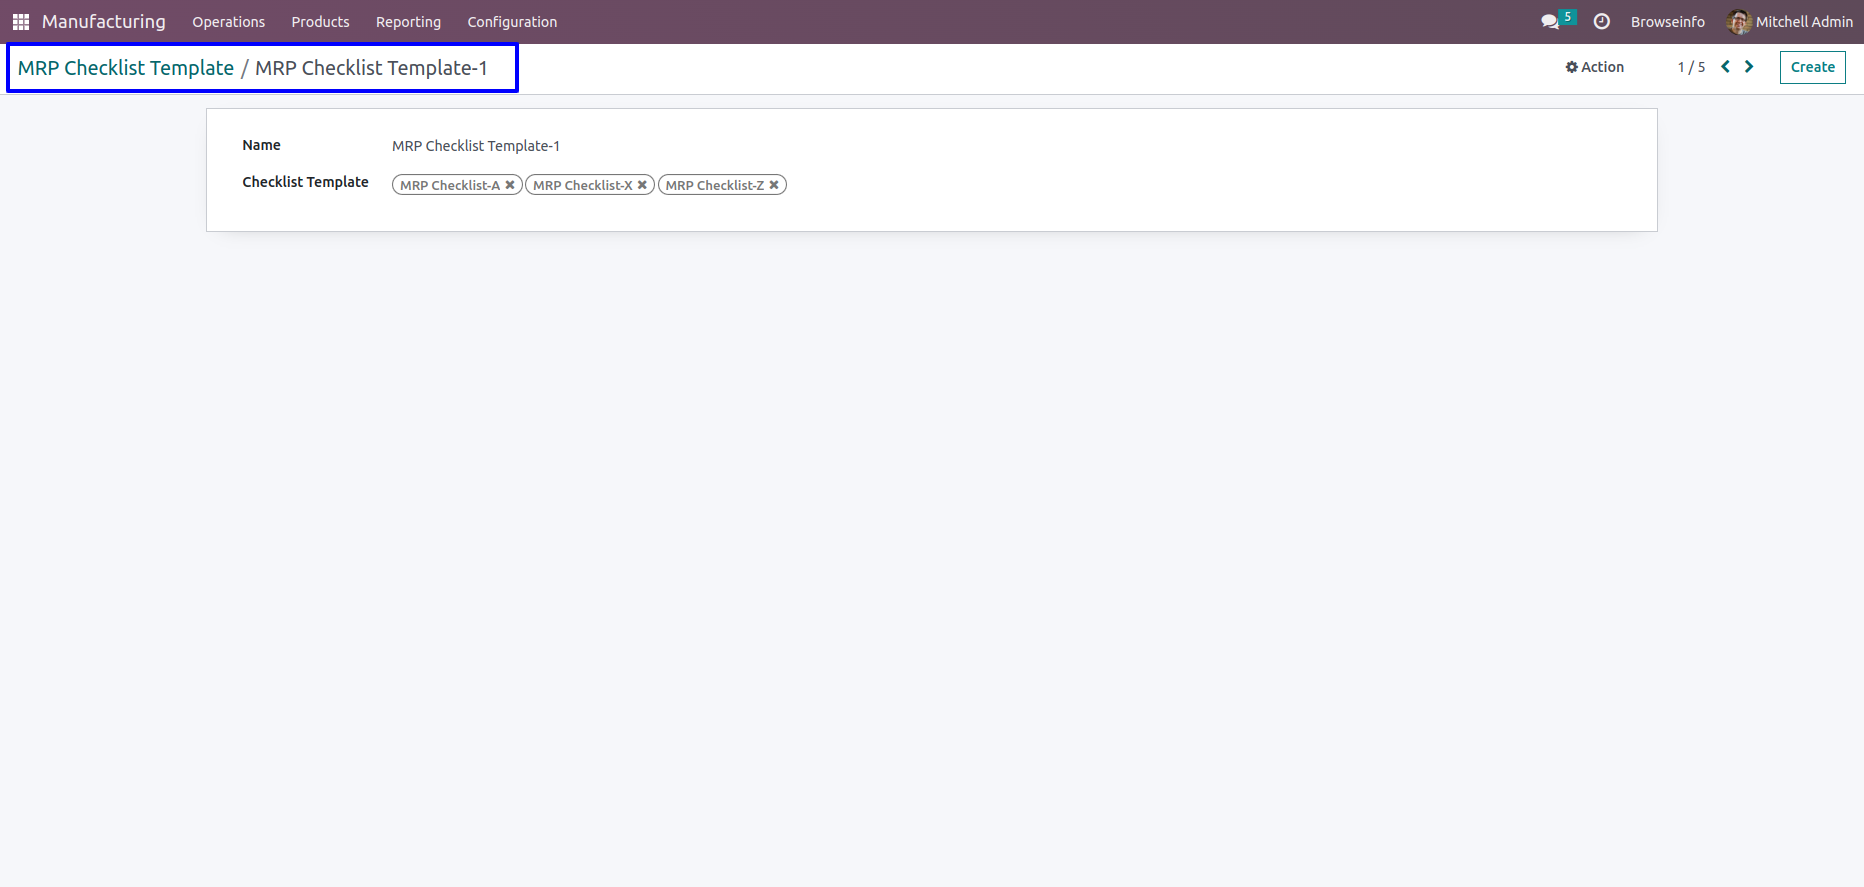 Manufacturing Operations Products Reporting Configuration 5 Browseinfo Mitchell Admin
MRP Checklist Template / MRP Checklist Template-1 Action 1 / 5 Create
Name MRP Checklist Template-1
Checklist Template MRP Checklist-A MRP Checklist-X MRP Checklist-Z